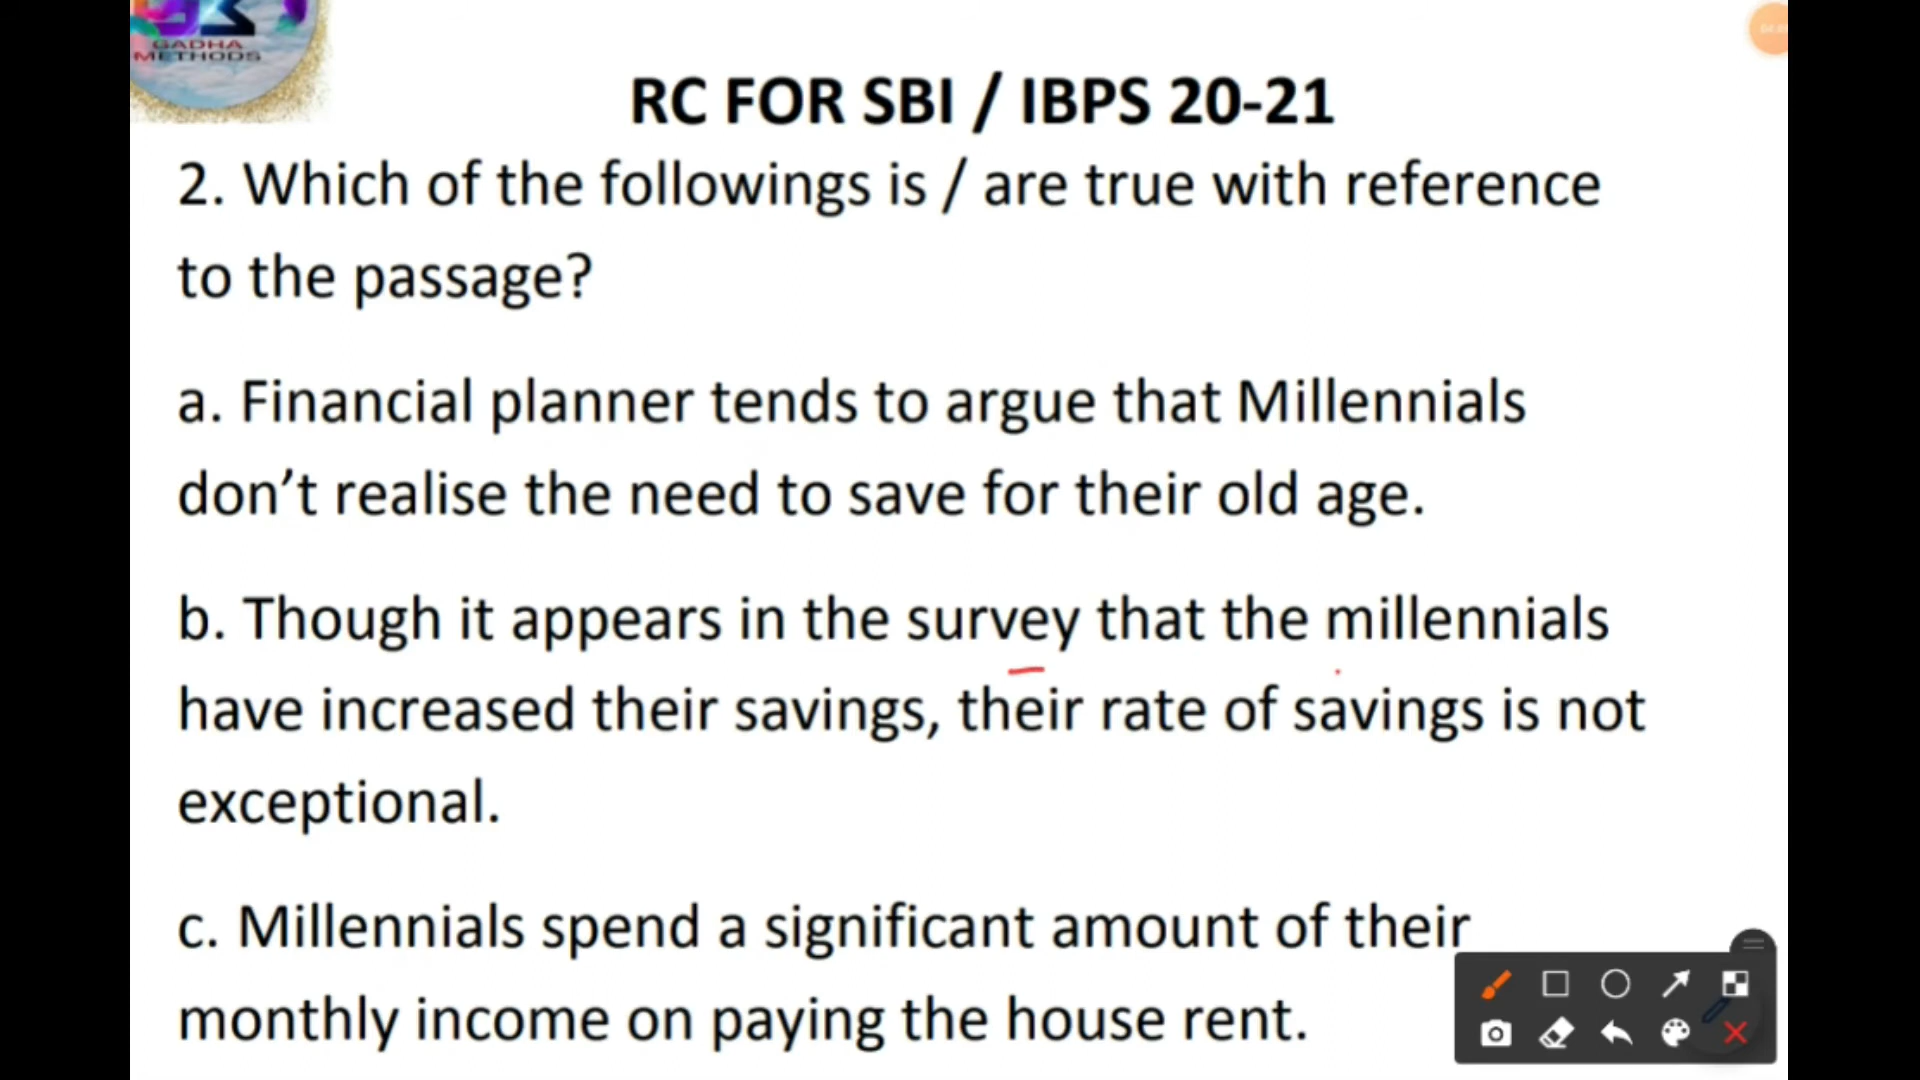 GADHA
METHODS
RC FOR SBI / IBPS 20-21
2. Which of the followings is / are true with reference
to the passage?
a. Financial planner tends to argue that Millennials
don’t realise the need to save for their old age.
b. Though it appears in the survey that the millennials
have increased their savings, their rate of savings is not
exceptional.
c. Millennials spend a significant amount of their
monthly income on paying the house rent.